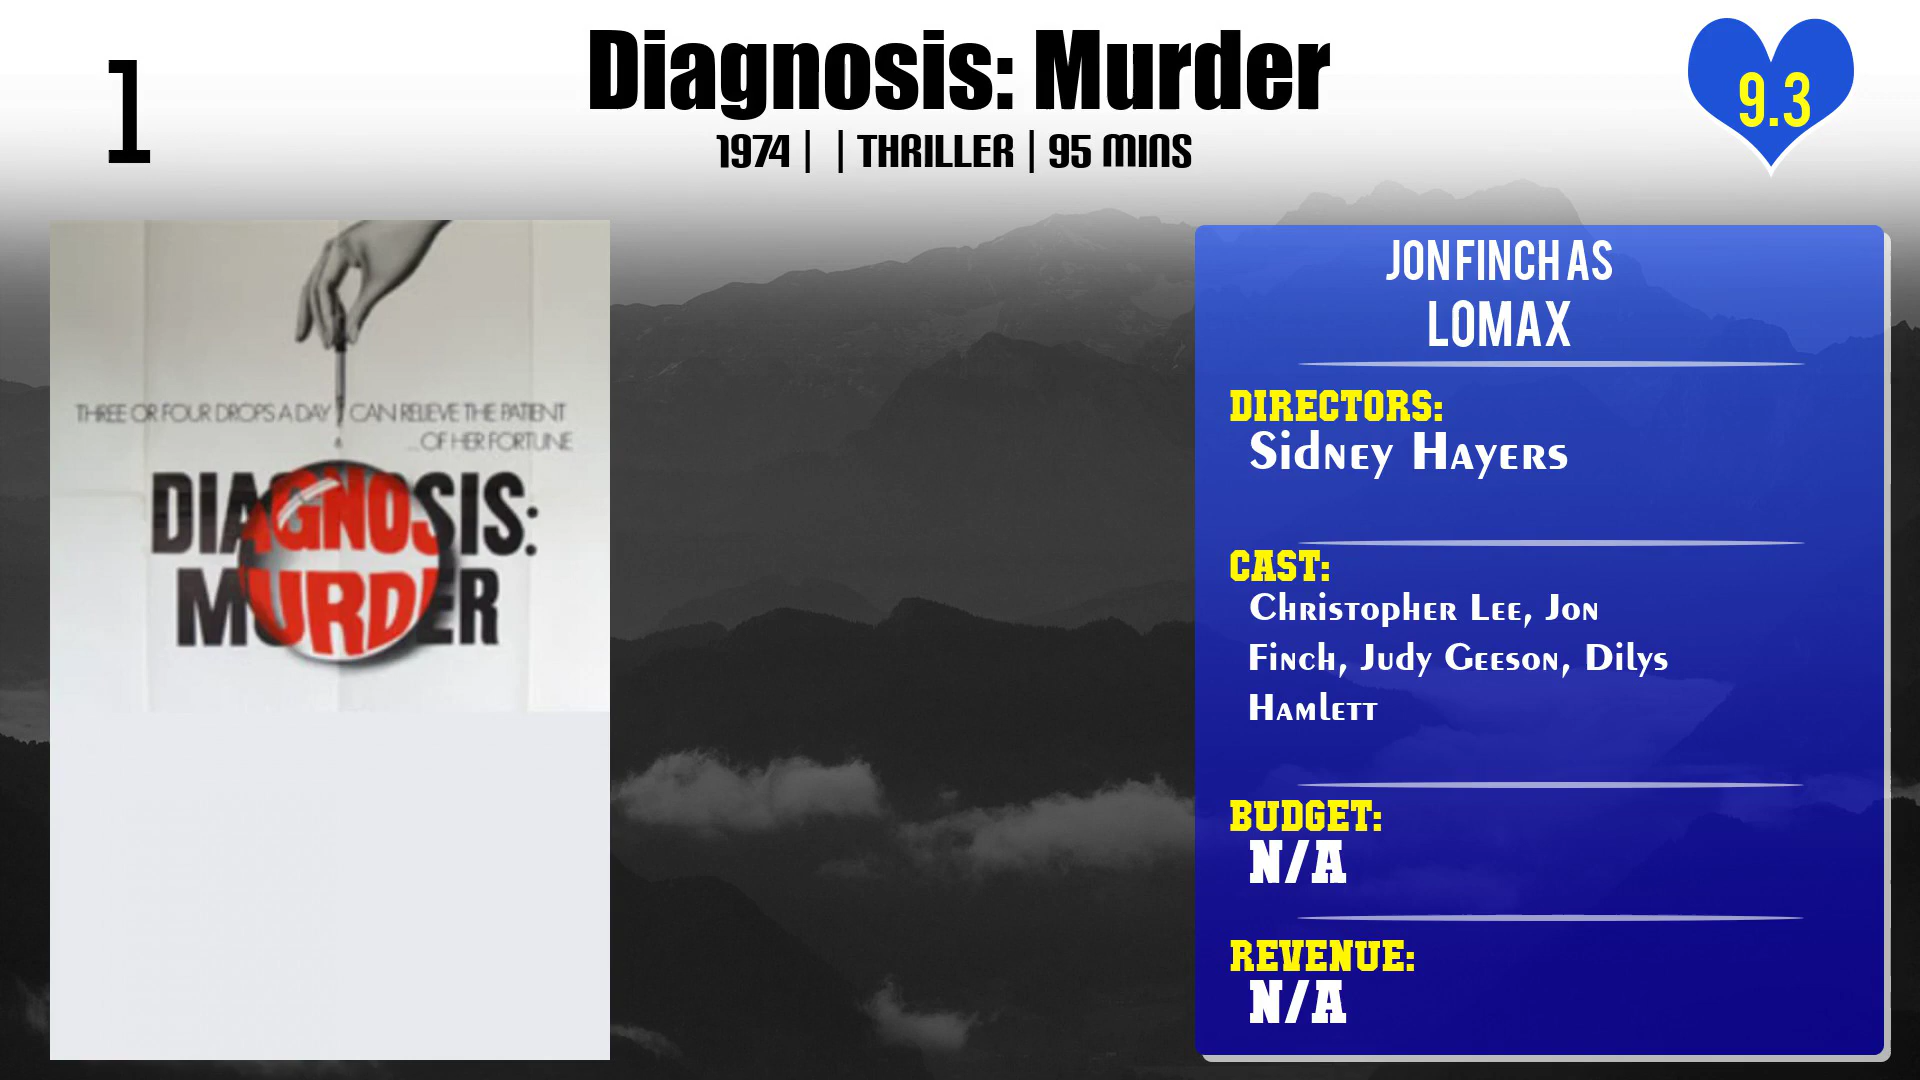 1
Diagnosis: Murder
1974 | | THRILLER | 95 MINS
9.3
THREE OR FOUR DROPS A DAY CAN RELIEVE THE PATIENT
...OF HER FORTUNE
DIAGNOSIS:
MURDER
JON FINCH AS
LOMAX
DIRECTORS:
Sidney Hayers
CAST:
Christopher Lee, Jon
Finch, Judy Geeson, Dilys
Hamlett
BUDGET:
N/A
REVENUE:
N/A